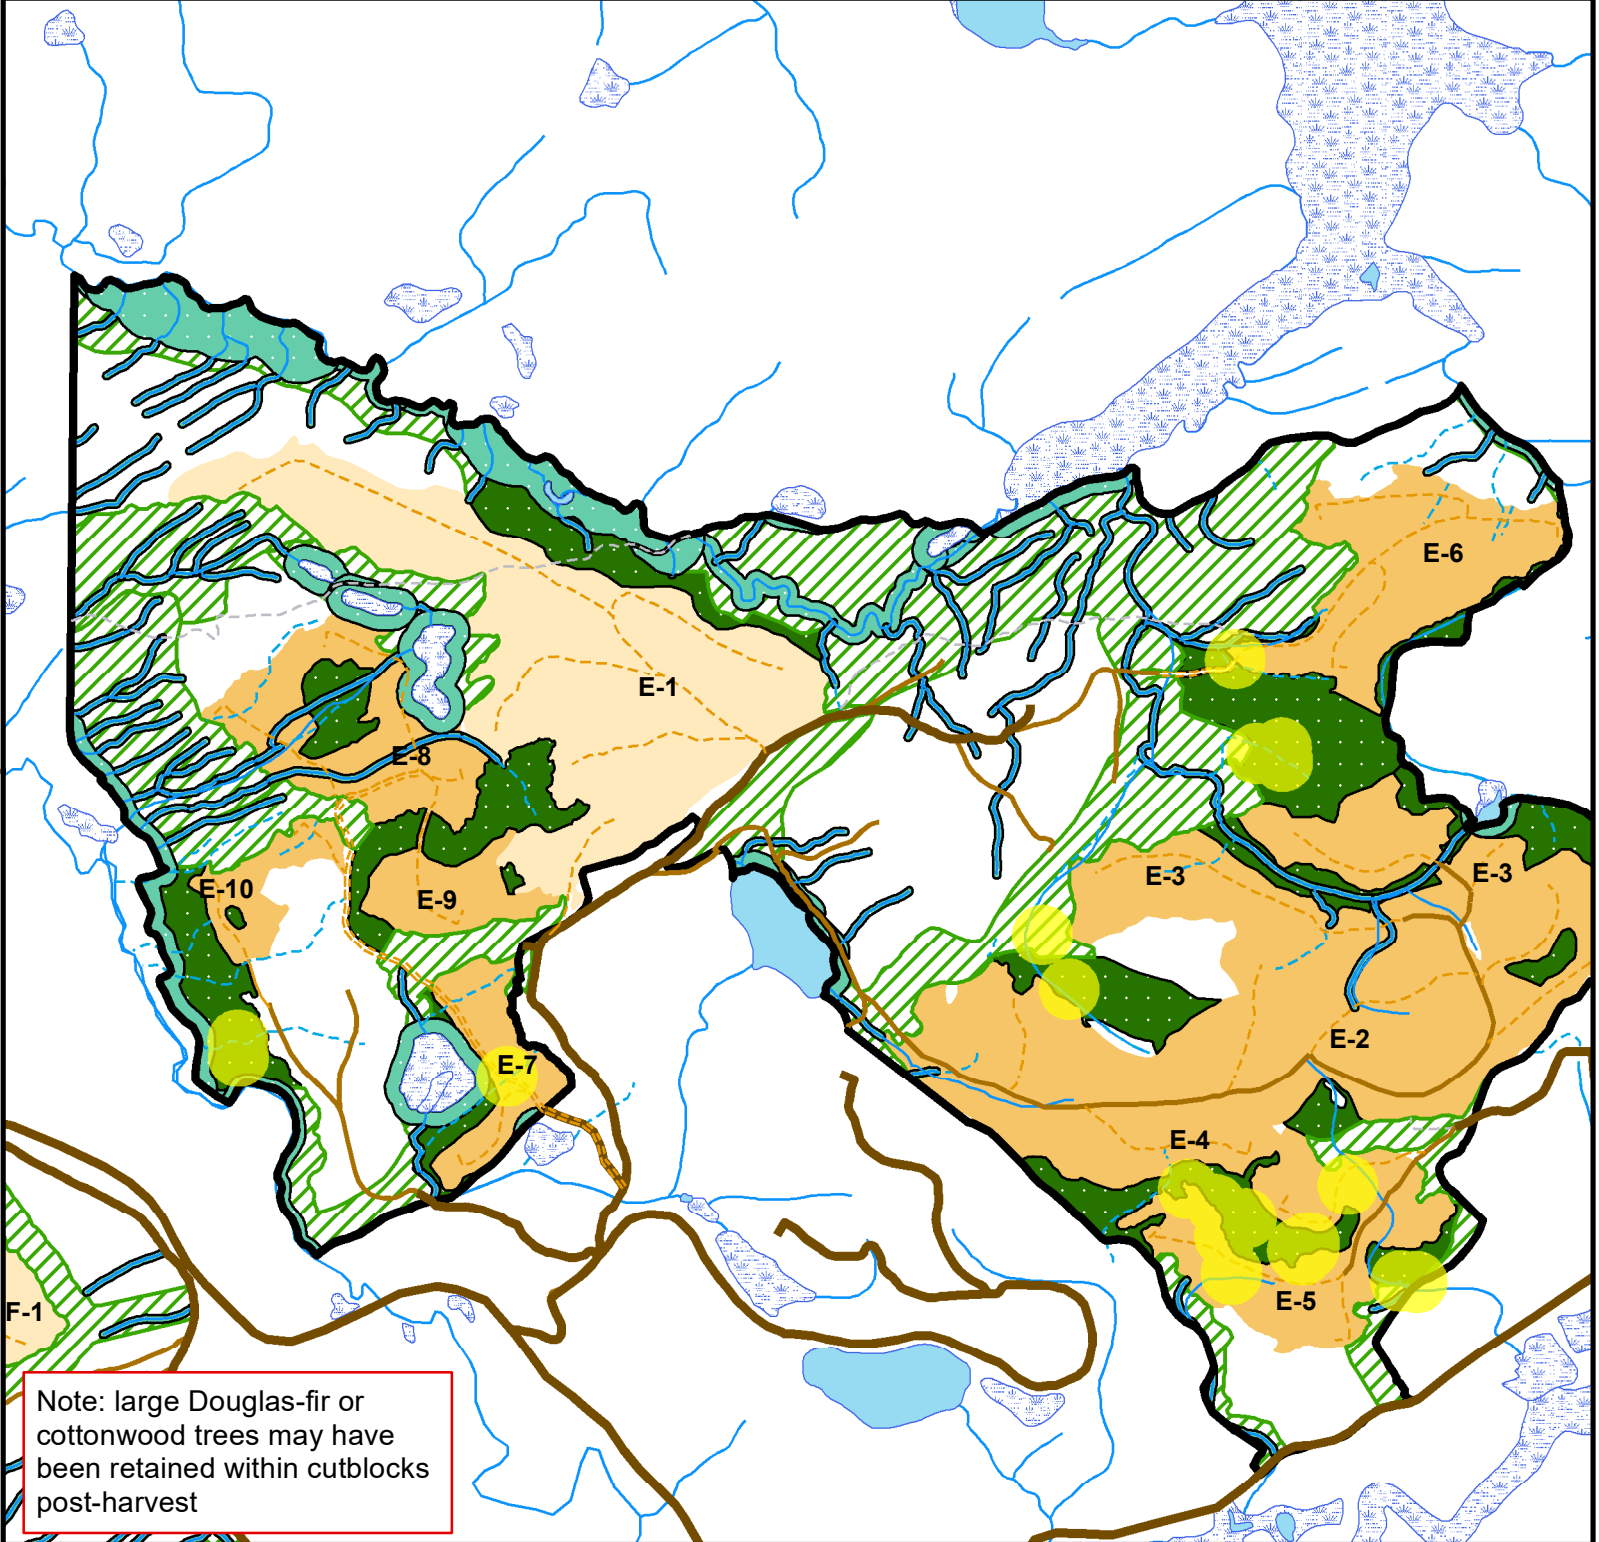 E-6
E-1
E-8
E-3
E-3
E-10
E-9
E-2
E-7
E-4
E-5
F-1
Note: large Douglas-fir or
cottonwood trees may have
been retained within cutblocks
post-harvest